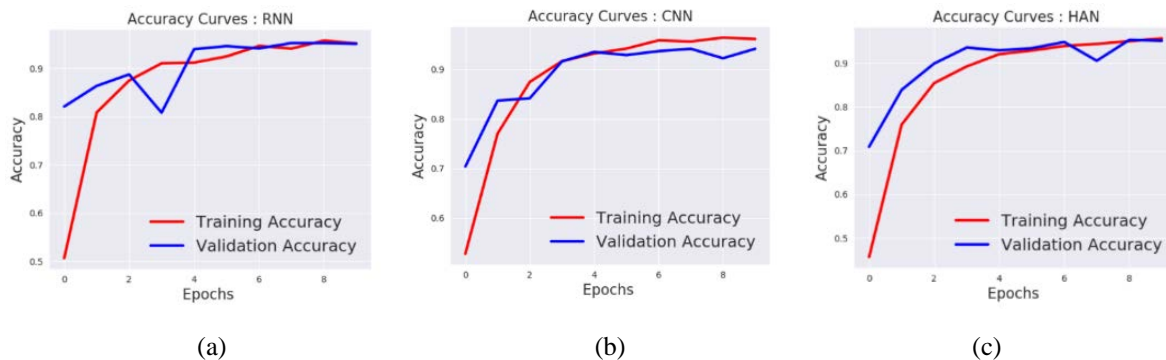 Accuracy Curves : RNN
Accuracy
0.9
0.8
0.7
0.6
0.5
Training Accuracy
Validation Accuracy
0 2 4 6 8
Epochs
(a)
Accuracy Curves : CNN
Accuracy
0.9
0.8
0.7
0.6
Training Accuracy
Validation Accuracy
0 2 4 6 8
Epochs
(b)
Accuracy Curves : HAN
Accuracy
0.9
0.8
0.7
0.6
0.5
Training Accuracy
Validation Accuracy
0 2 4 6 8
Epochs
(c)